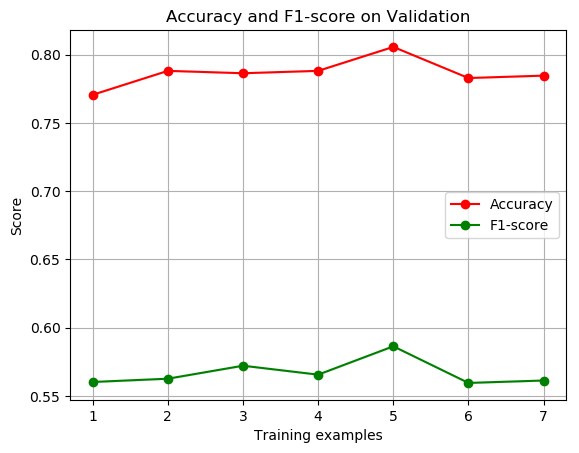 Accuracy and F1-score on Validation
Score
0.80
0.75
0.70
0.65
0.60
0.55
Accuracy
F1-score
1 2 3 4 5 6 7
Training examples